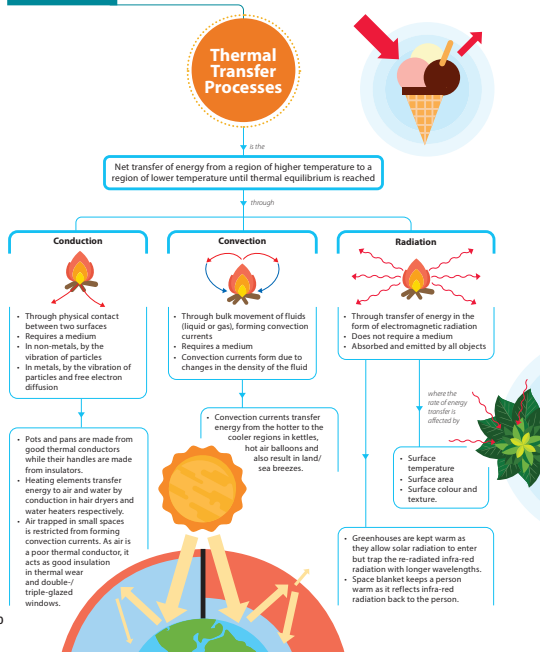 Thermal
Transfer
Processes
is the
Net transfer of energy from a region of higher temperature to a
region of lower temperature until thermal equilibrium is reached
through
Conduction
• Through physical contact
between two surfaces
• Requires a medium
• In non-metals, by the
vibration of particles
• In metals, by the vibration of
particles and free electron
diffusion
• Pots and pans are made from
good thermal conductors
while their handles are made
from insulators.
• Heating elements transfer
energy to air and water by
conduction in hair dryers and
water heaters respectively.
• Air trapped in small spaces
is restricted from forming
convection currents. As air is
a poor thermal conductor, it
acts as good insulation
in thermal wear
and double-/
triple-glazed
windows.
Convection
• Through bulk movement of fluids
(liquid or gas), forming convection
currents
• Requires a medium
• Convection currents form due to
changes in the density of the fluid
• Convection currents transfer
energy from the hotter to the
cooler regions in kettles,
hot air balloons and
also result in land/
sea breezes.
Radiation
• Through transfer of energy in the
form of electromagnetic radiation
• Does not require a medium
• Absorbed and emitted by all objects
where the
rate of energy
transfer is
affected by
• Surface
temperature
• Surface area
• Surface colour and
texture.
• Greenhouses are kept warm as
they allow solar radiation to enter
but trap the re-radiated infra-red
radiation with longer wavelengths.
• Space blanket keeps a person
warm as it reflects infra-red
radiation back to the person.
0